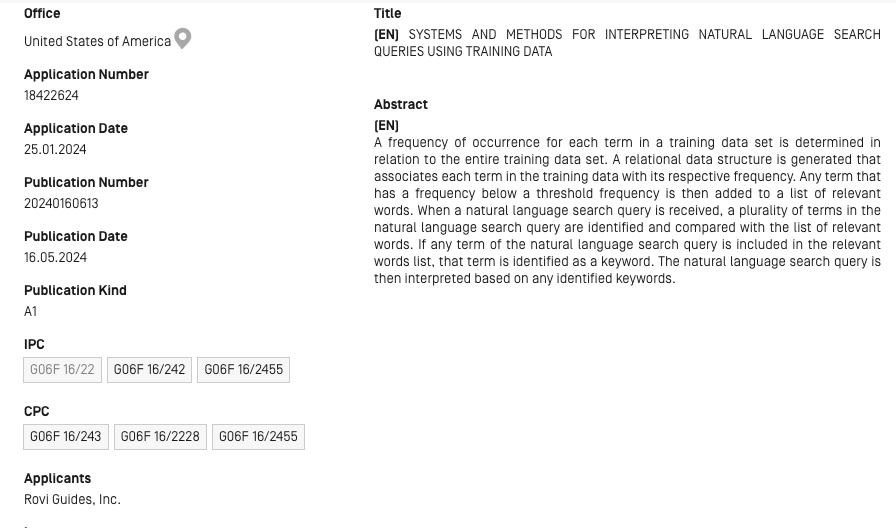 Office
United States of America
Application Number
18422624
Application Date
25.01.2024
Publication Number
20240160613
Publication Date
16.05.2024
Publication Kind
A1
IPC
G06F 16/22 G06F 16/242 G06F 16/2455
CPC
G06F 16/243 G06F 16/2228 G06F 16/2455
Applicants
Rovi Guides, Inc.
Title
(EN) SYSTEMS AND METHODS FOR INTERPRETING NATURAL LANGUAGE SEARCH
QUERIES USING TRAINING DATA
Abstract
(EN)
A frequency of occurrence for each term in a training data set is determined in
relation to the entire training data set. A relational data structure is generated that
associates each term in the training data with its respective frequency. Any term that
has a frequency below a threshold frequency is then added to a list of relevant
words. When a natural language search query is received, a plurality of terms in the
natural language search query are identified and compared with the list of relevant
words. If any term of the natural language search query is included in the relevant
words list, that term is identified as a keyword. The natural language search query is
then interpreted based on any identified keywords.